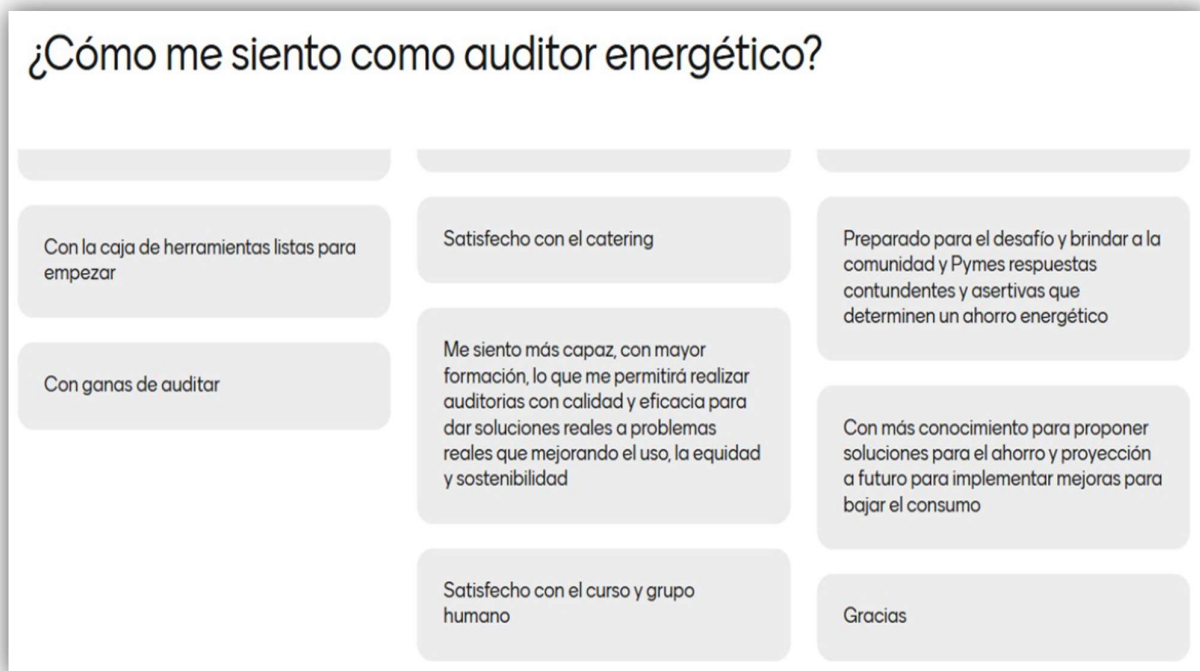 ¿Cómo me siento como auditor energético?
Con la caja de herramientas listas para
empezar
Con ganas de auditar
Satisfecho con el catering
Me siento más capaz, con mayor
formación, lo que me permitirá realizar
auditorias con calidad y eficacia para
dar soluciones reales a problemas
reales que mejorando el uso, la equidad
y sostenibilidad
Satisfecho con el curso y grupo
humano
Preparado para el desafío y brindar a la
comunidad y Pymes respuestas
contundentes y asertivas que
determinen un ahorro energético
Con más conocimiento para proponer
soluciones para el ahorro y proyección
a futuro para implementar mejoras para
bajar el consumo
Gracias